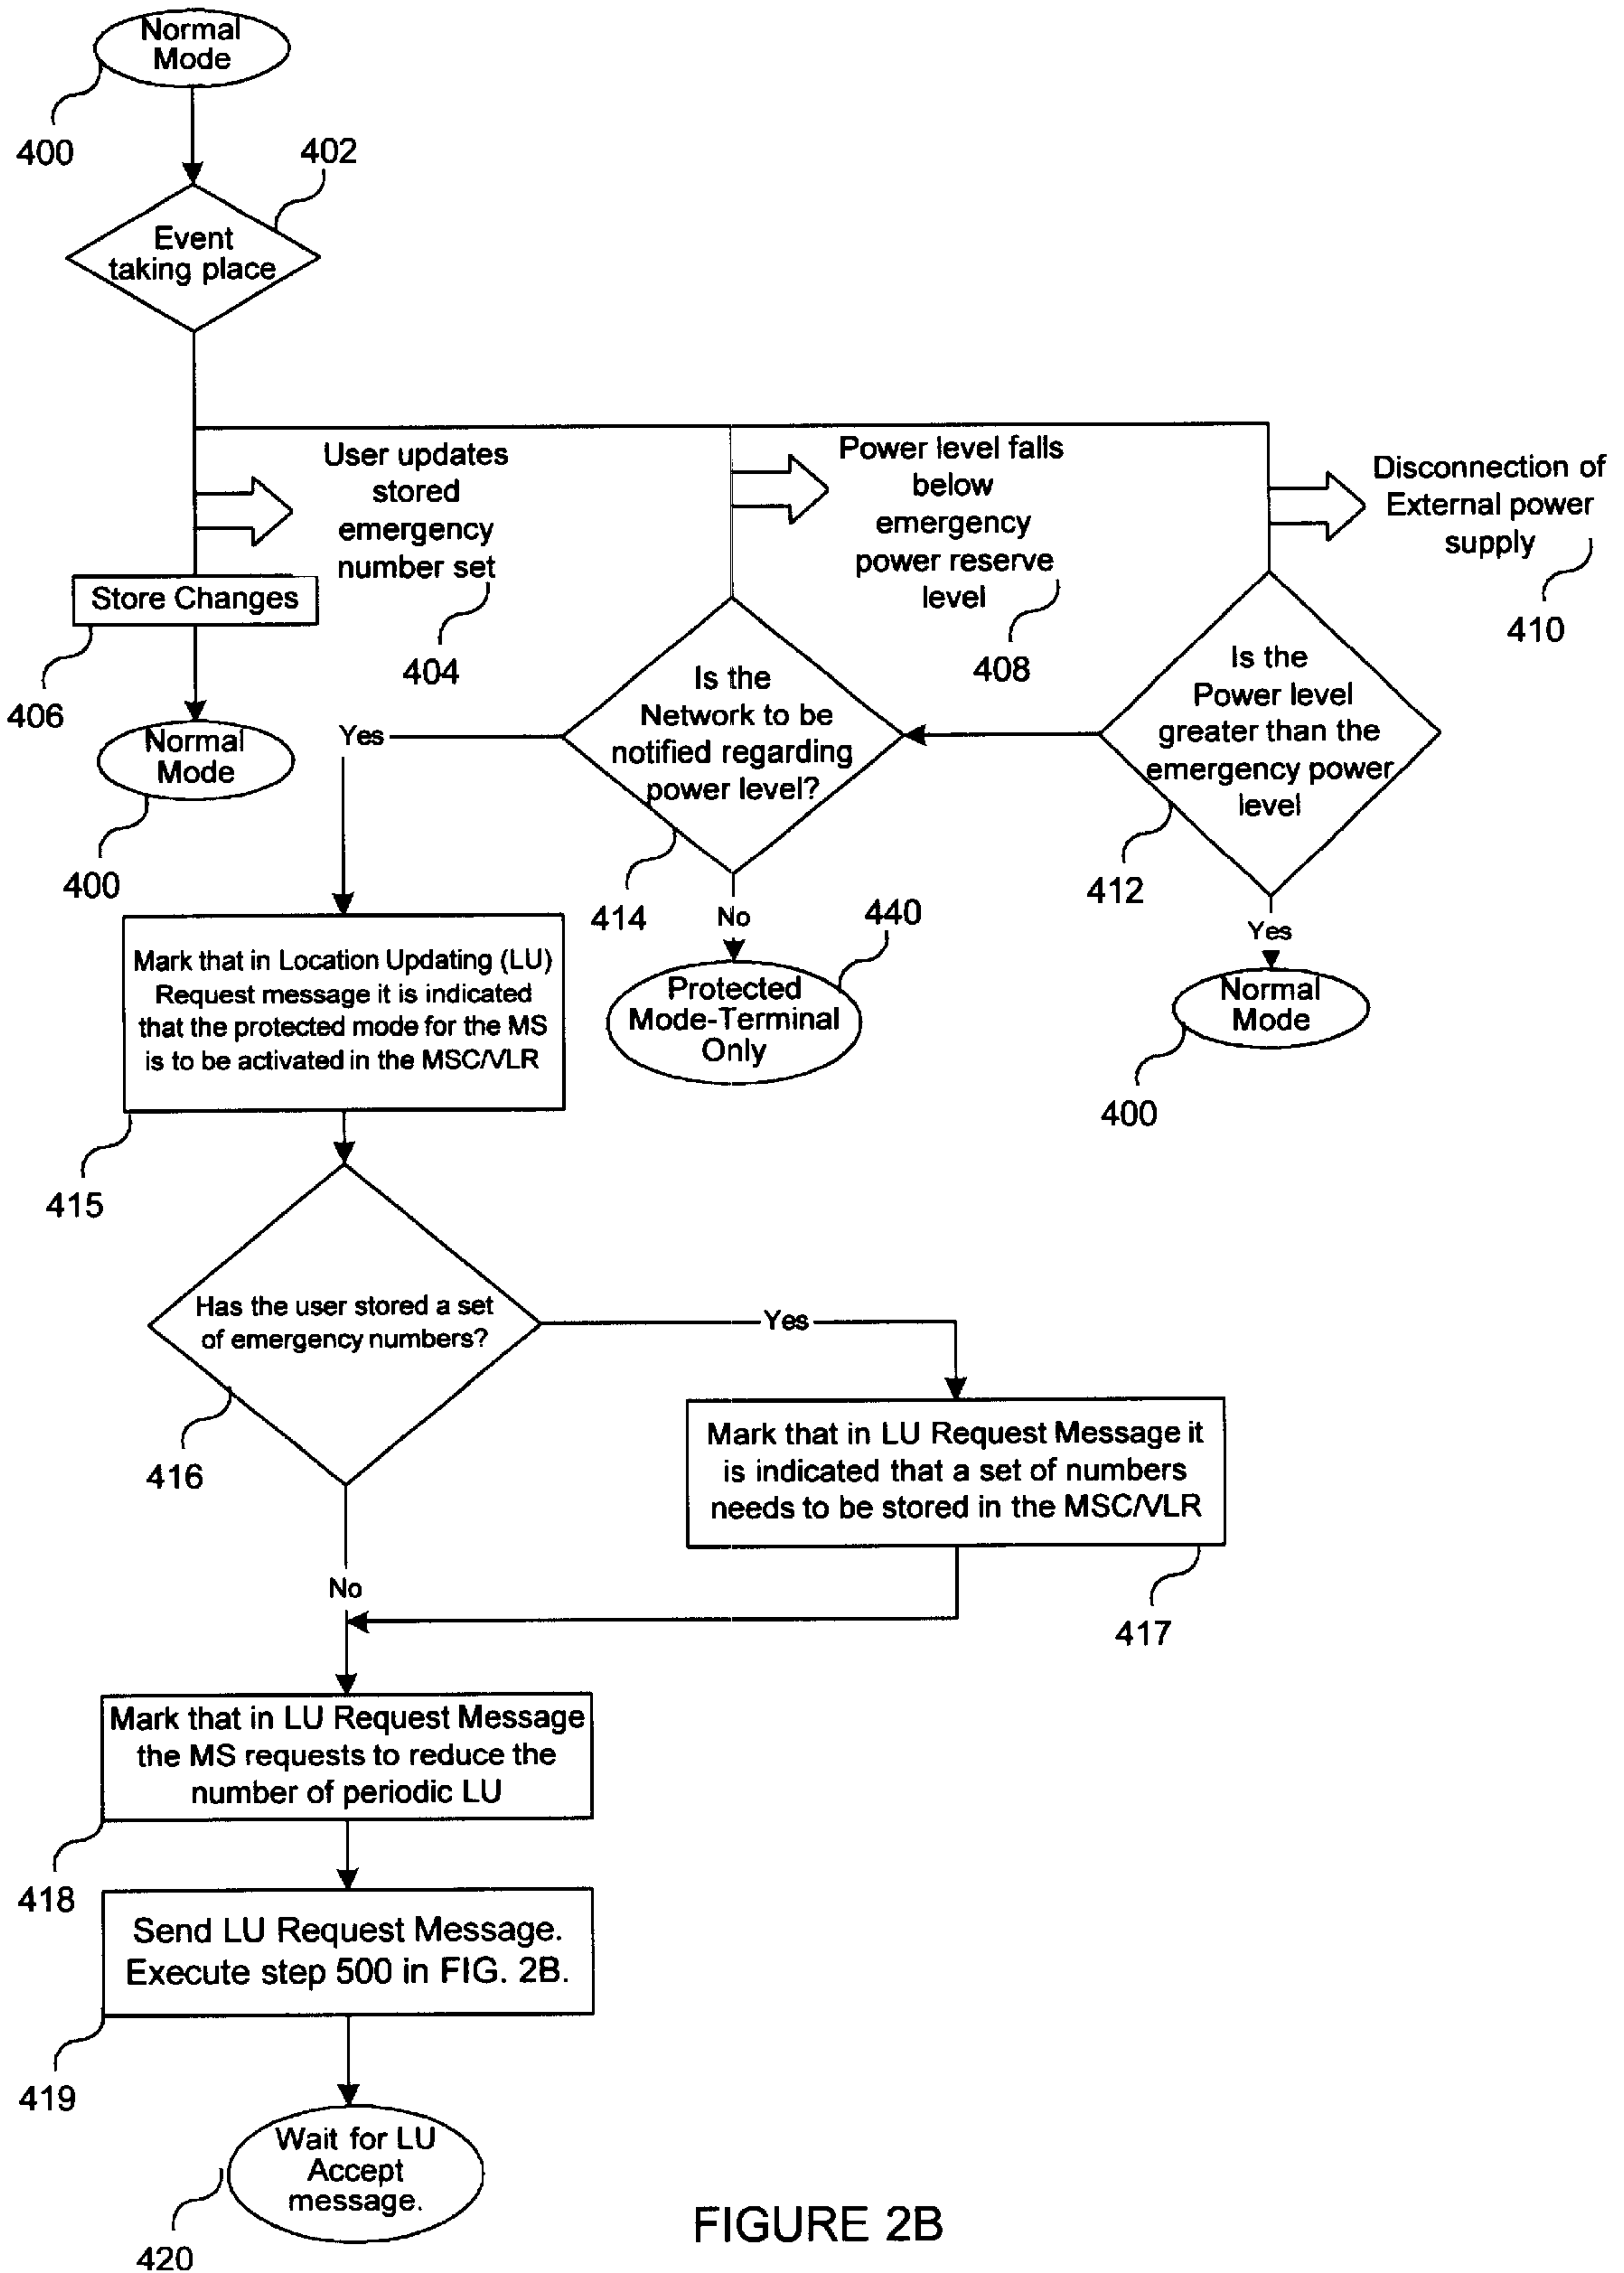 Normal
Mode
400
402
Event
taking place
User updates
stored
emergency
number set
404
Power level falls
below
emergency
power reserve
level
408
Disconnection of
External power
supply
410
Store Changes
406
Normal
Mode
400
Is the
Network to be
notified regarding
power level?
414
Is the
Power level
greater than the
emergency power
level
412
Yes
No
440
Protected
Mode-Terminal
Only
Yes
Normal
Mode
400
Mark that in Location Updating (LU)
Request message it is indicated
that the protected mode for the MS
is to be activated in the MSC/VLR
415
Has the user stored a set
of emergency numbers?
416
Yes
Mark that in LU Request Message it
is indicated that a set of numbers
needs to be stored in the MSC/VLR
417
No
Mark that in LU Request Message
the MS requests to reduce the
number of periodic LU
418
Send LU Request Message.
Execute step 500 in FIG. 2B.
419
Wait for LU
Accept
message.
420
FIGURE 2B